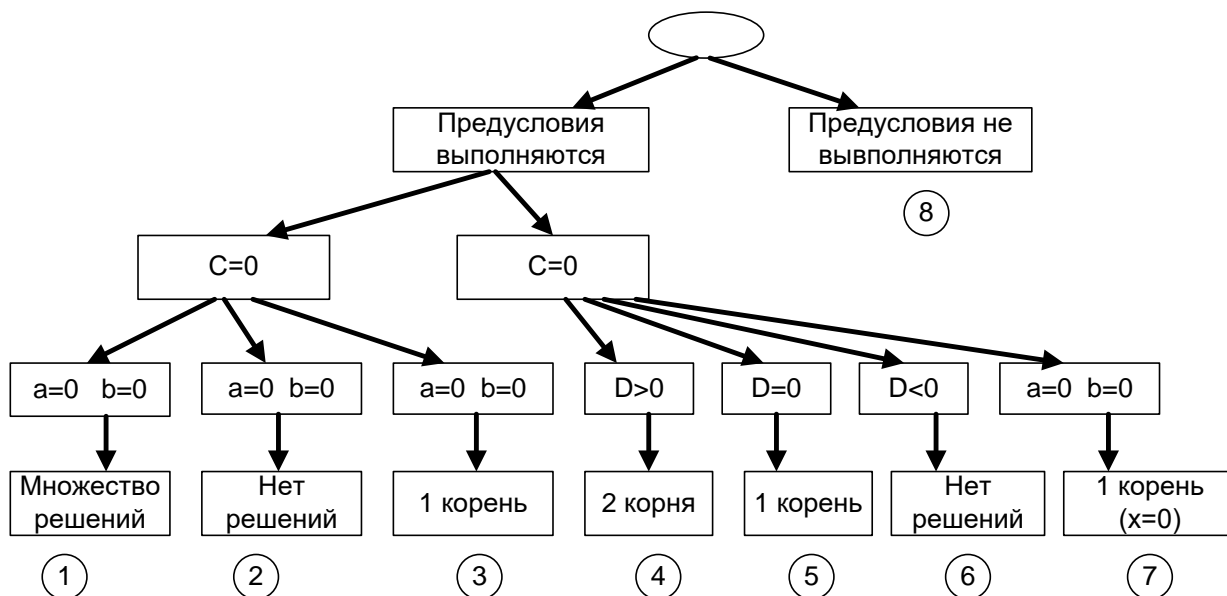 Предусловия
выполняются
Предусловия не
вывполняются
8
C=0
C=0
a=0 b=0
a=0 b=0
a=0 b=0
D>0
D=0
D<0
a=0 b=0
Множество
решений
Нет
решений
1 корень
2 корня
1 корень
Нет
решений
1 корень
(x=0)
1
2
3
4
5
6
7